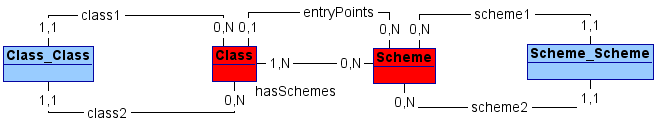 class1
entryPoints
scheme1
1,1
0,N
0,1
0,N
0,N
1,1
Class_Class
Class
1,N
0,N
Scheme
Scheme_Scheme
hasSchemes
1,1
0,N
0,N
1,1
class2
scheme2